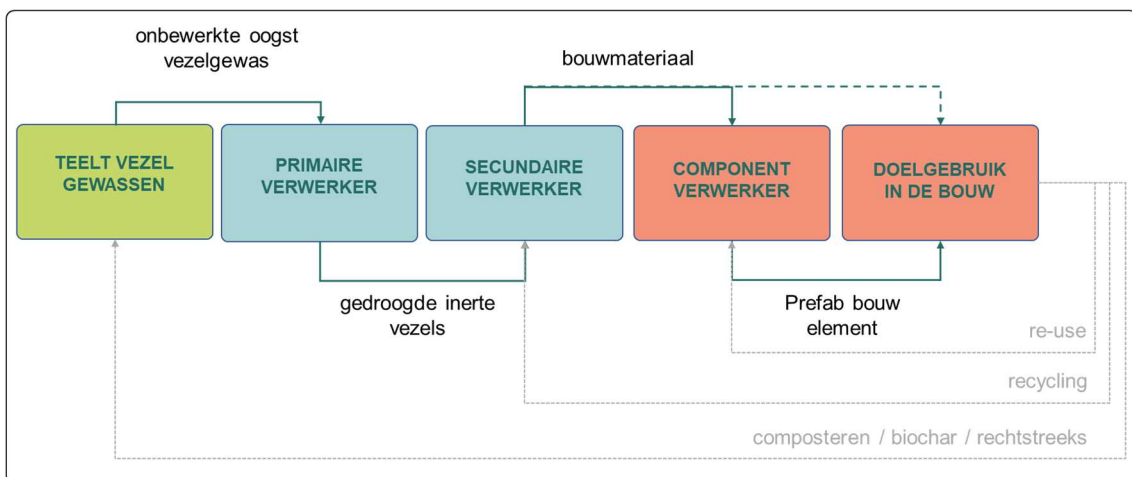 onbewerkte oogst
vezelgewas
bouwmateriaal
TEELT VEZEL
GEWASSEN
PRIMAIRE
VERWERKER
SECUNDAIRE
VERWERKER
COMPONENT
VERWERKER
DOELGEBRUIK
IN DE BOUW
gedroogde inerte
vezels
Prefab bouw
element
re-use
recycling
composteren / biochar / rechtstreeks